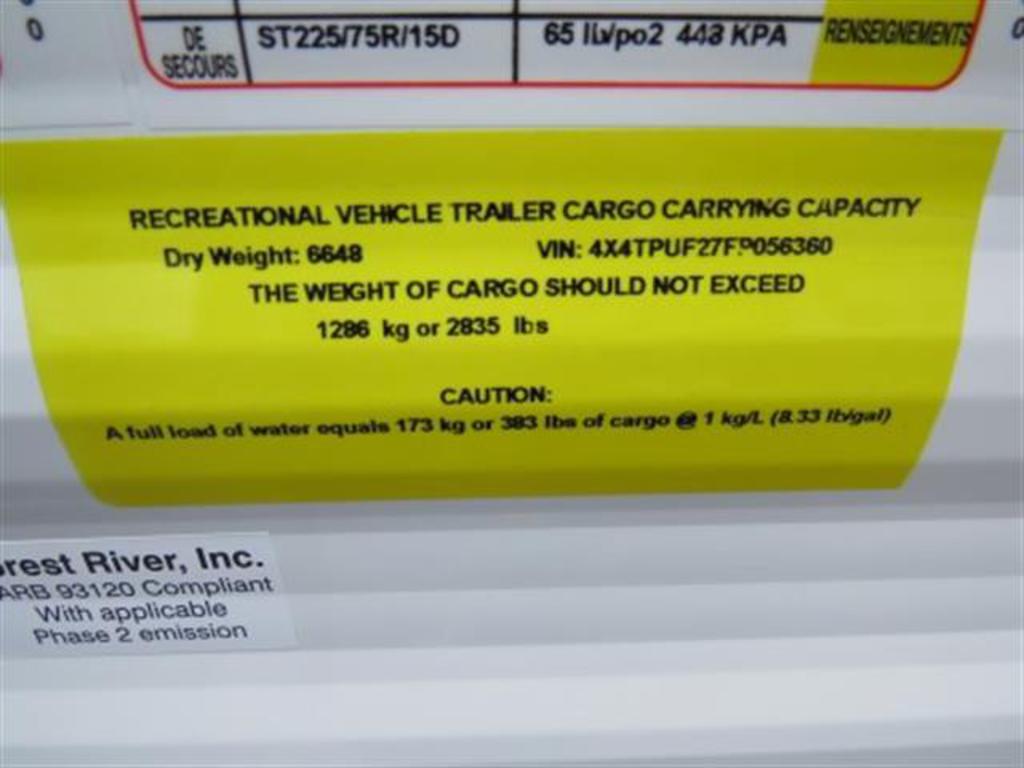 0
DE
SECOURS
ST225/75R/15D
65 lb/po2 448 KPA
RENSEIGNEMENTS
RECREATIONAL VEHICLE TRAILER CARGO CARRYING CAPACITY
Dry Weight: 6648 VIN:
THE WEIGHT OF CARGO SHOULD NOT EXCEED
1286 kg or 2835 lbs
CAUTION:
A full load of water equals 173 kg or 383 lbs of cargo @ 1 kg/L (8.33 lb/gal)
orest River, Inc.
ARB 93120 Compliant
With applicable
Phase 2 emission